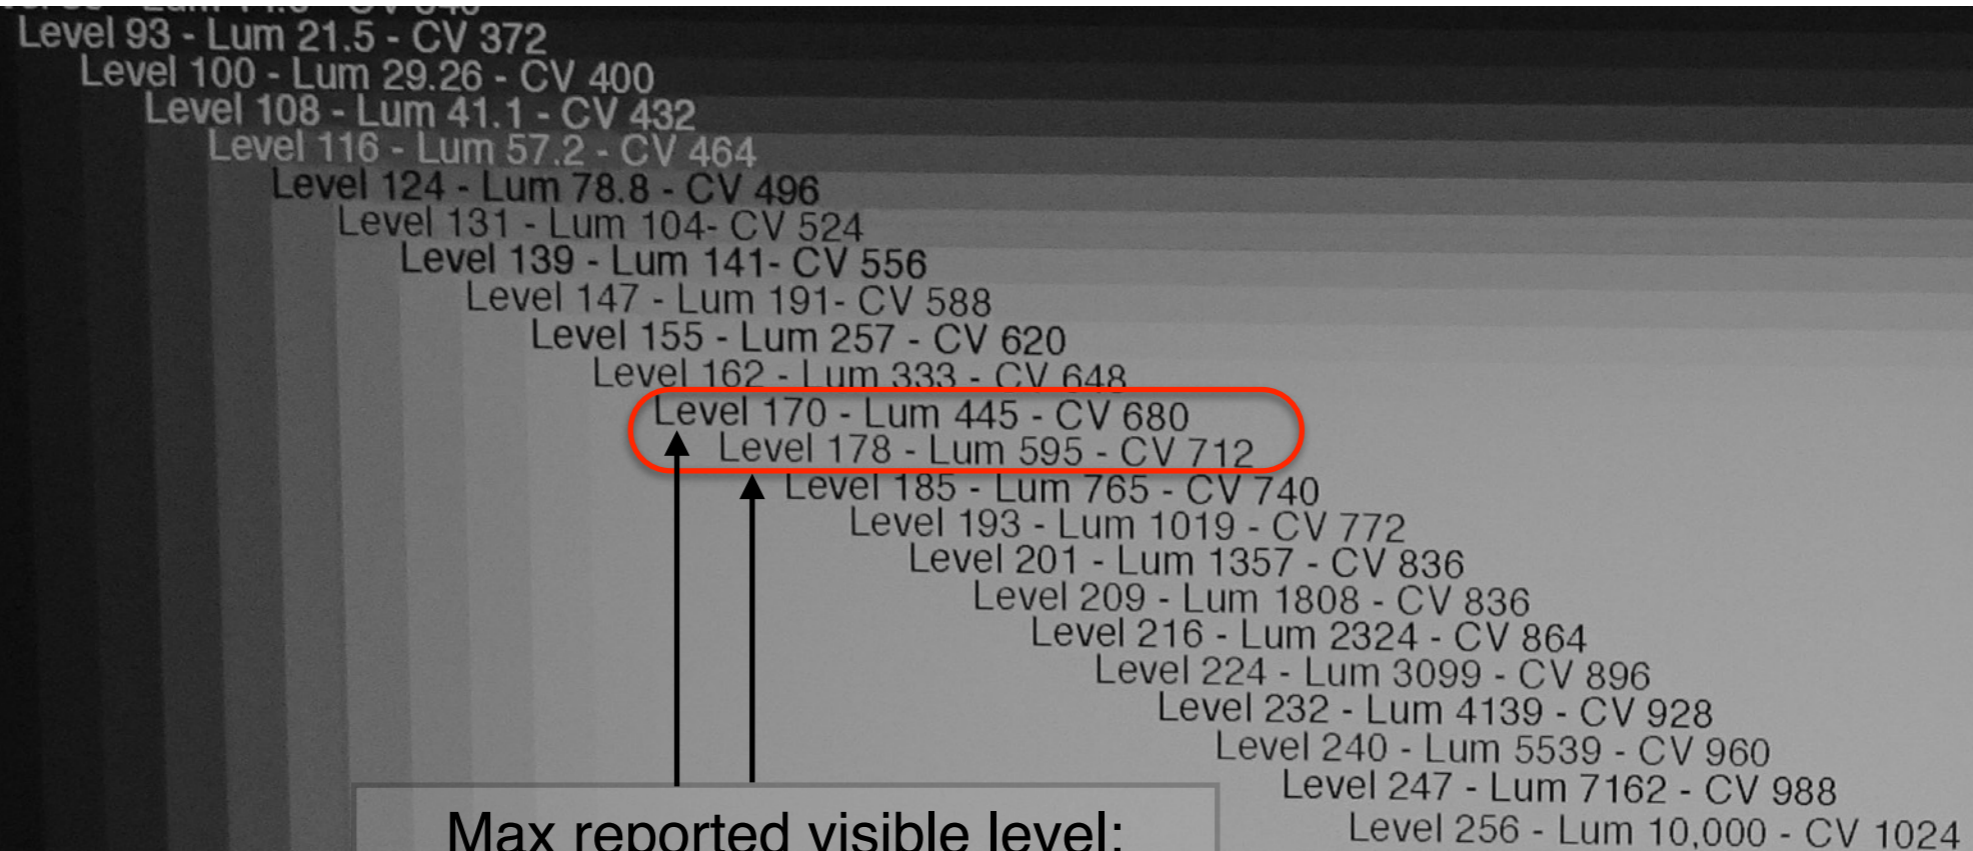 Level 93 - Lum 21.5 - CV 372
Level 100 - Lum 29.26 - CV 400
Level 108 - Lum 41.1 - CV 432
Level 116 - Lum 57.2 - CV 464
Level 124 - Lum 78.8 - CV 496
Level 131 - Lum 104- CV 524
Level 139 - Lum 141- CV 556
Level 147 - Lum 191- CV 588
Level 155 - Lum 257 - CV 620
Level 162 - Lum 333 - CV 648
Level 170 - Lum 445 - CV 680
Level 178 - Lum 595 - CV 712
Level 185 - Lum 765 - CV 740
Level 193 - Lum 1019 - CV 772
Level 201 - Lum 1357 - CV 836
Level 209 - Lum 1808 - CV 836
Level 216 - Lum 2324 - CV 864
Level 224 - Lum 3099 - CV 896
Level 232 - Lum 4139 - CV 928
Level 240 - Lum 5539 - CV 960
Level 247 - Lum 7162 - CV 988
Level 256 - Lum 10,000 - CV 1024
Max reported visible level: